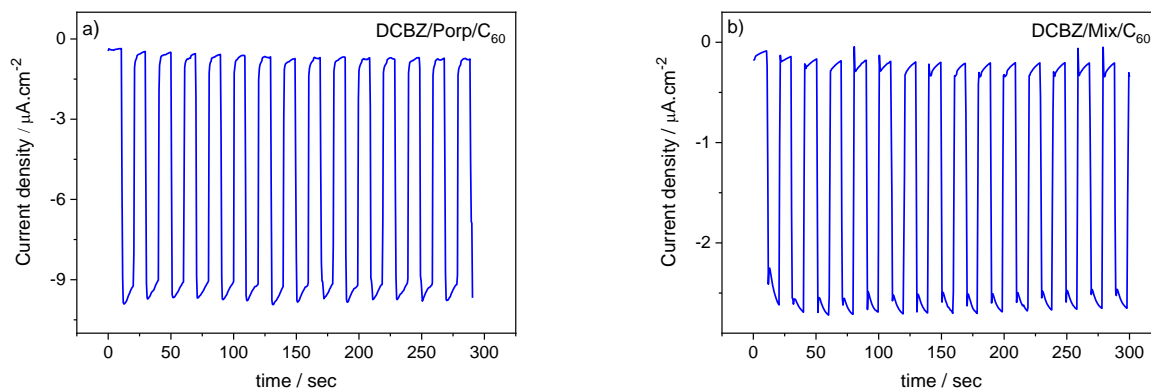 a)
DCBZ/Porp/C60
0
-3
-6
-9
Current density / µA.cm-2
0 50 100 150 200 250 300
time / sec
b)
DCBZ/Mix/C60
0
-1
-2
Current density / µA.cm-2
0 50 100 150 200 250 300
time / sec